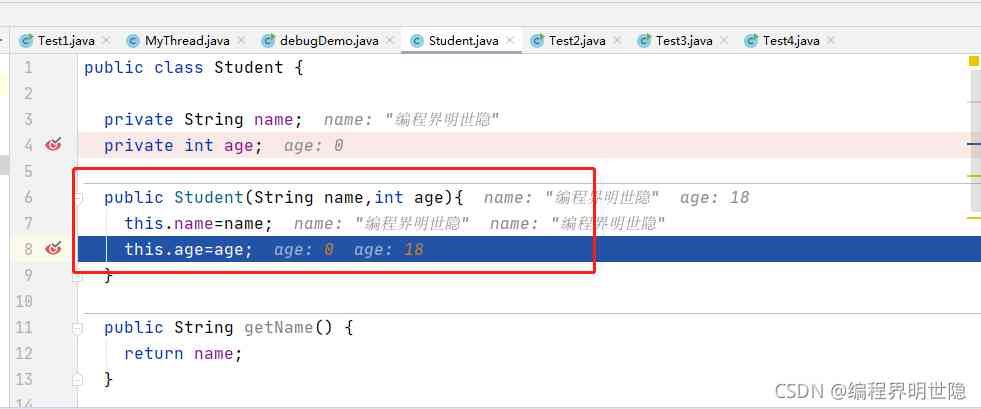 Test1.java MyThread.java debugDemo.java Student.java Test2.java Test3.java Test4.java
1 public class Student {
2
3 private String name; name: "编程界明世隐"
4 private int age; age: 0
5
6 public Student(String name,int age){ name: "编程界明世隐" age: 18
7 this.name=name; name: "编程界明世隐" name: "编程界明世隐"
8 this.age=age; age: 0 age: 18
9 }
10
11 public String getName() {
12 return name;
13 }
14
CSDN @编程界明世隐